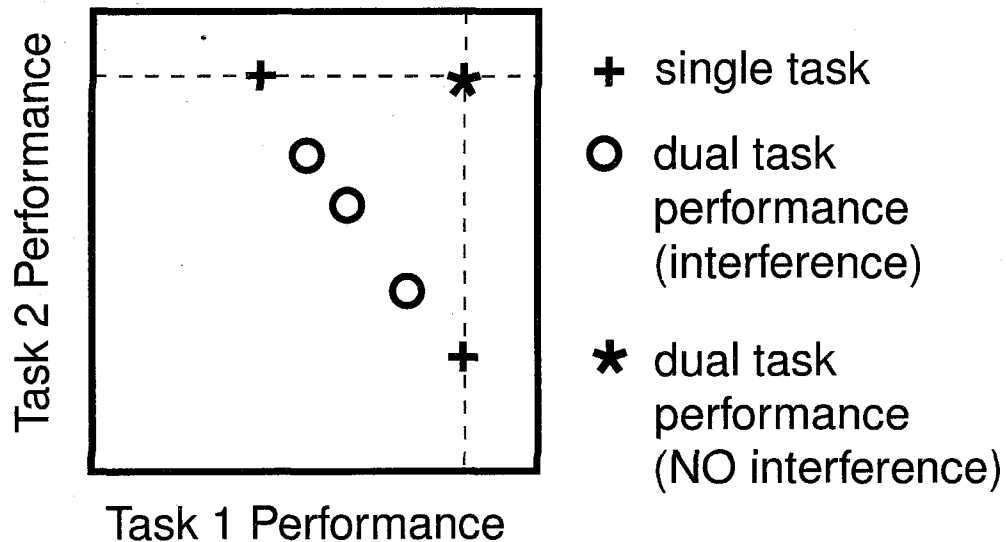 Task 2 Performance
Task 1 Performance
single task
dual task
performance
(interference)
dual task
performance
(NO interference)